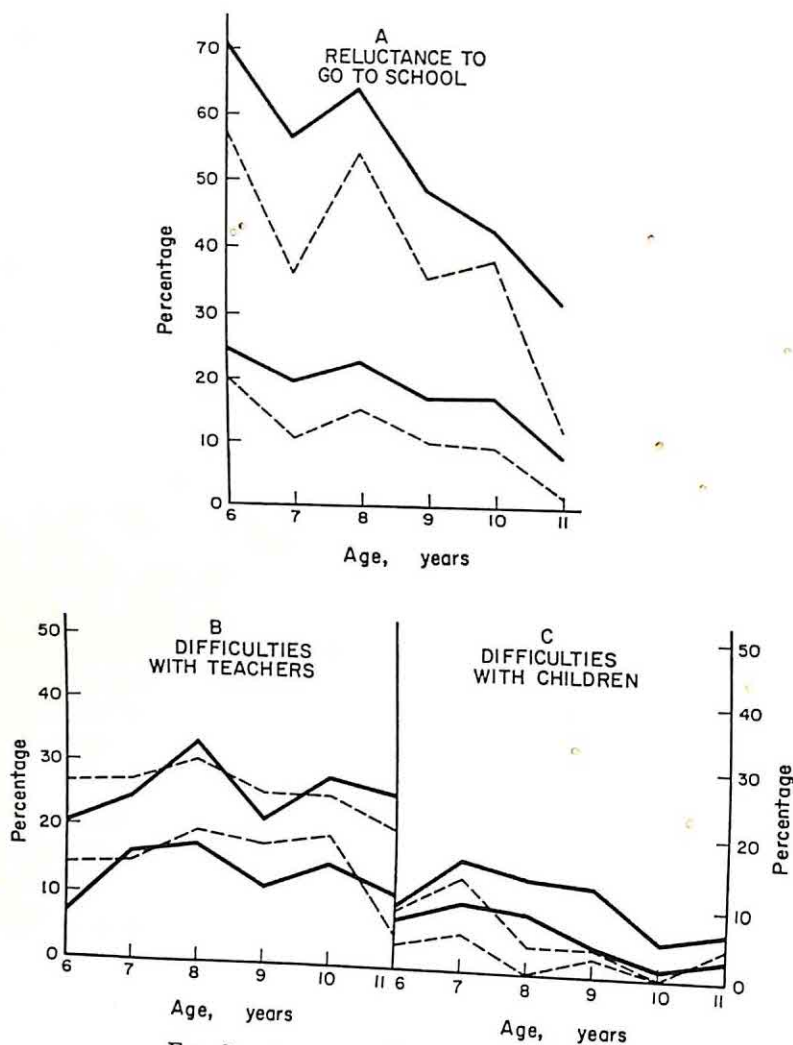 A
RELUCTANCE TO
GO TO SCHOOL
Percentage
70
60
50
40
30
20
10
0
6 7 8 9 10 11
Age, years
B
DIFFICULTIES
WITH TEACHERS
Percentage
50
40
30
20
10
0
6 7 8 9 10 11
Age, years
C
DIFFICULTIES
WITH CHILDREN
50
40
30
20
10
0
Percentage
6 7 8 9 10 11
Age, years